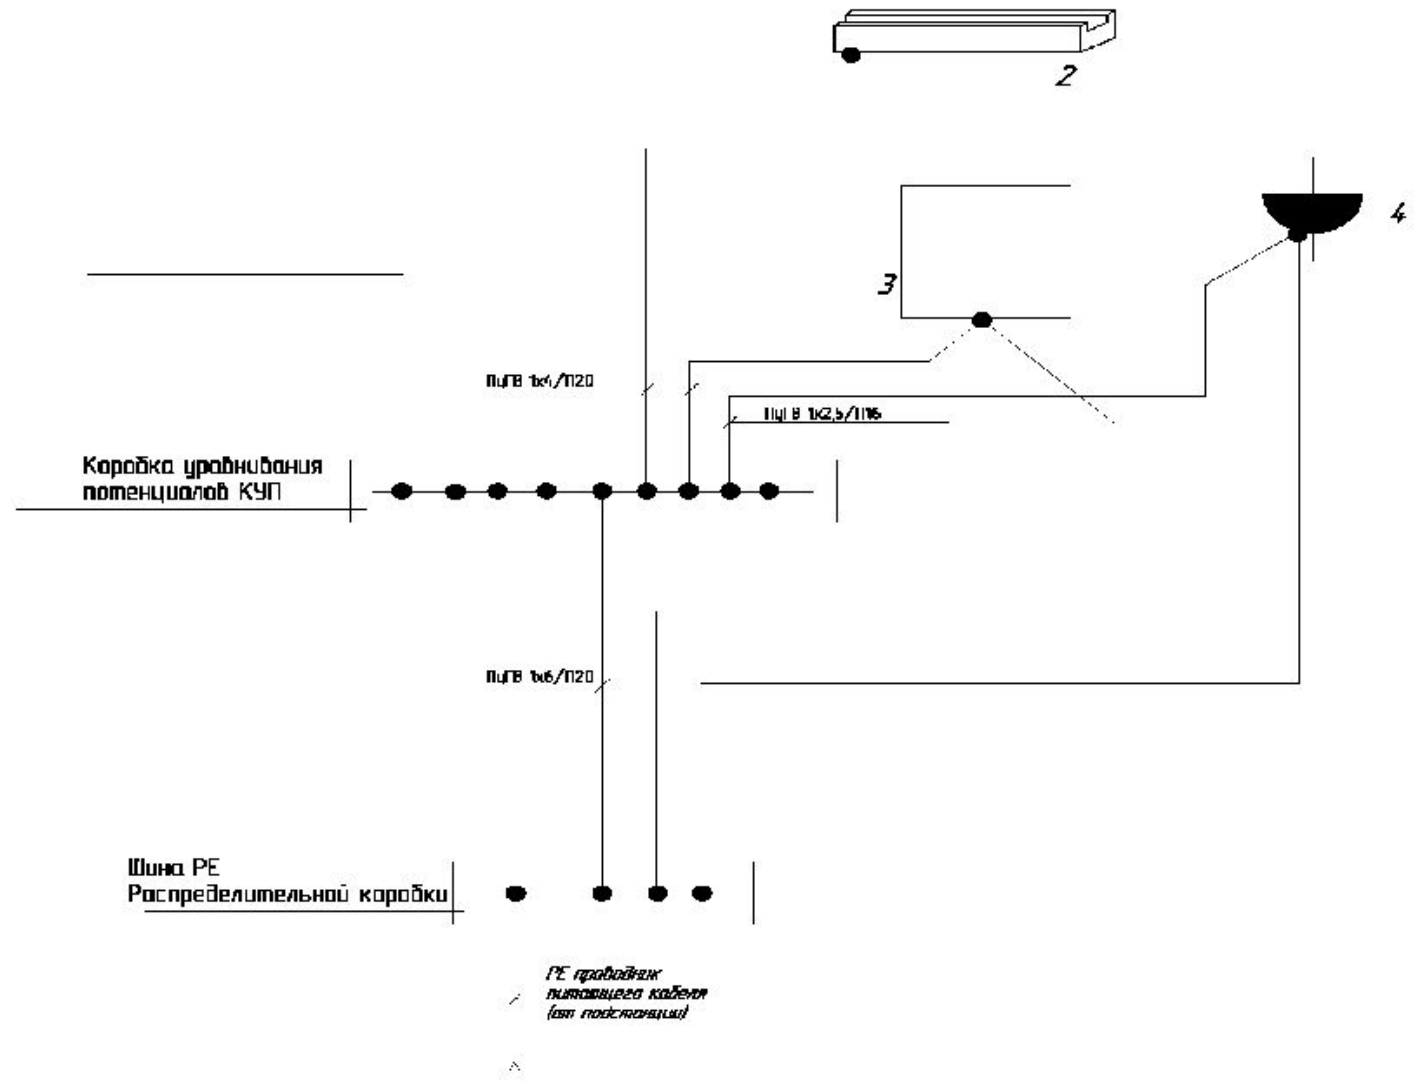 2
4
3
ПуГВ 1х4/П20
ПуГВ 1х2,5/П16
Коробка уравнивания
потенциалов КУП
ПуГВ 1х6/П20
Шина РЕ
Распределительной коробки
РЕ проводник
питающего кабеля
(от подстанции)